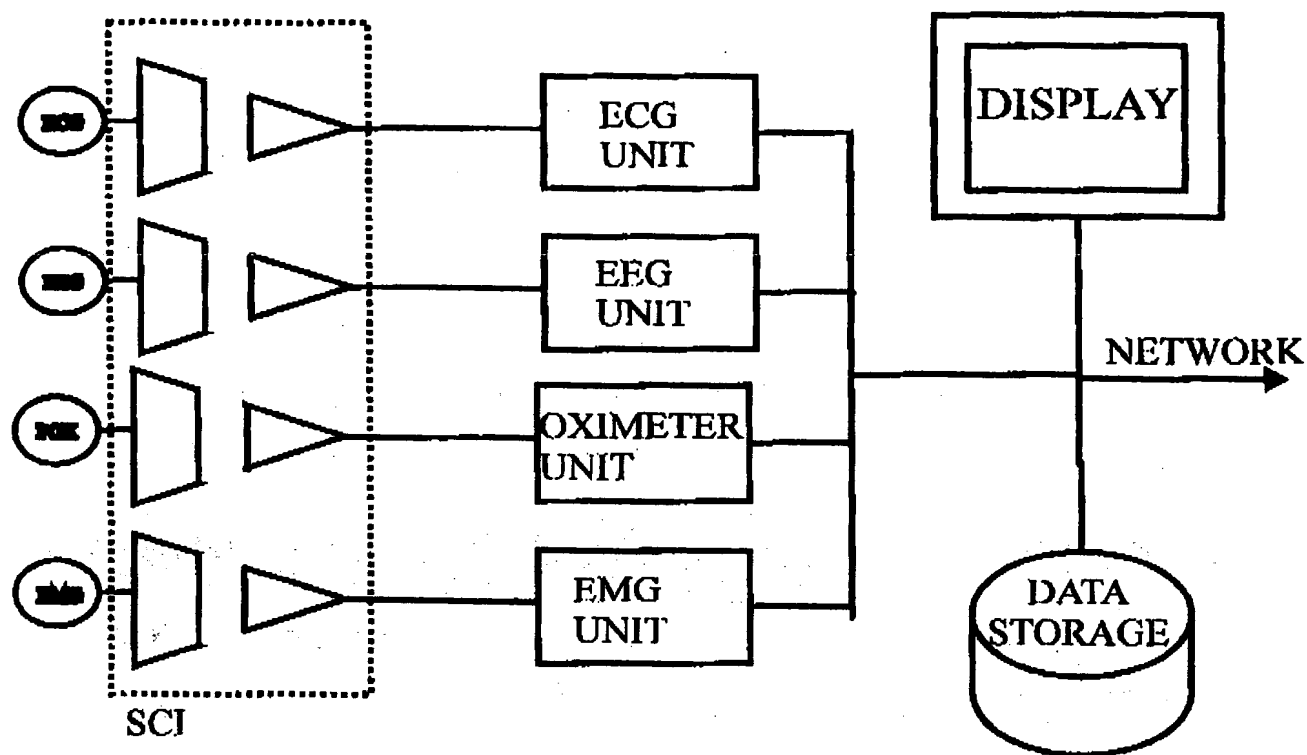 ECG
UNIT
DISPLAY
EEG
UNIT
NETWORK
OXIMETER
UNIT
EMG
UNIT
DATA
STORAGE
SCI